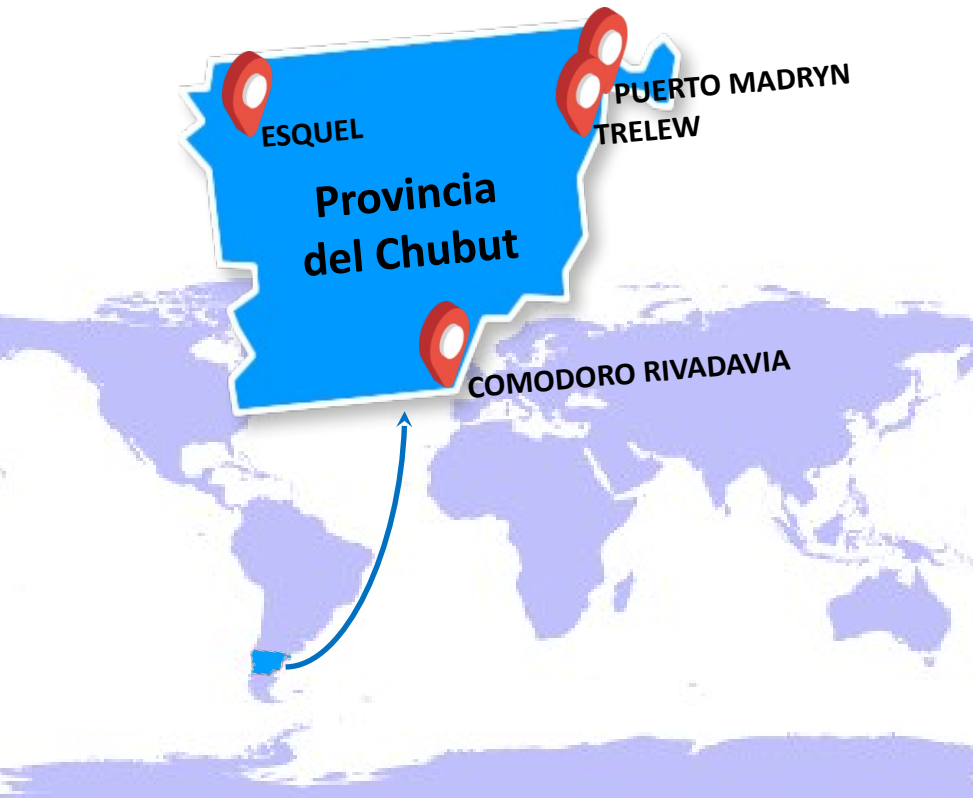 PUERTO MADRYN
TRELEW
ESQUEL
Provincia
del Chubut
COMODORO RIVADAVIA